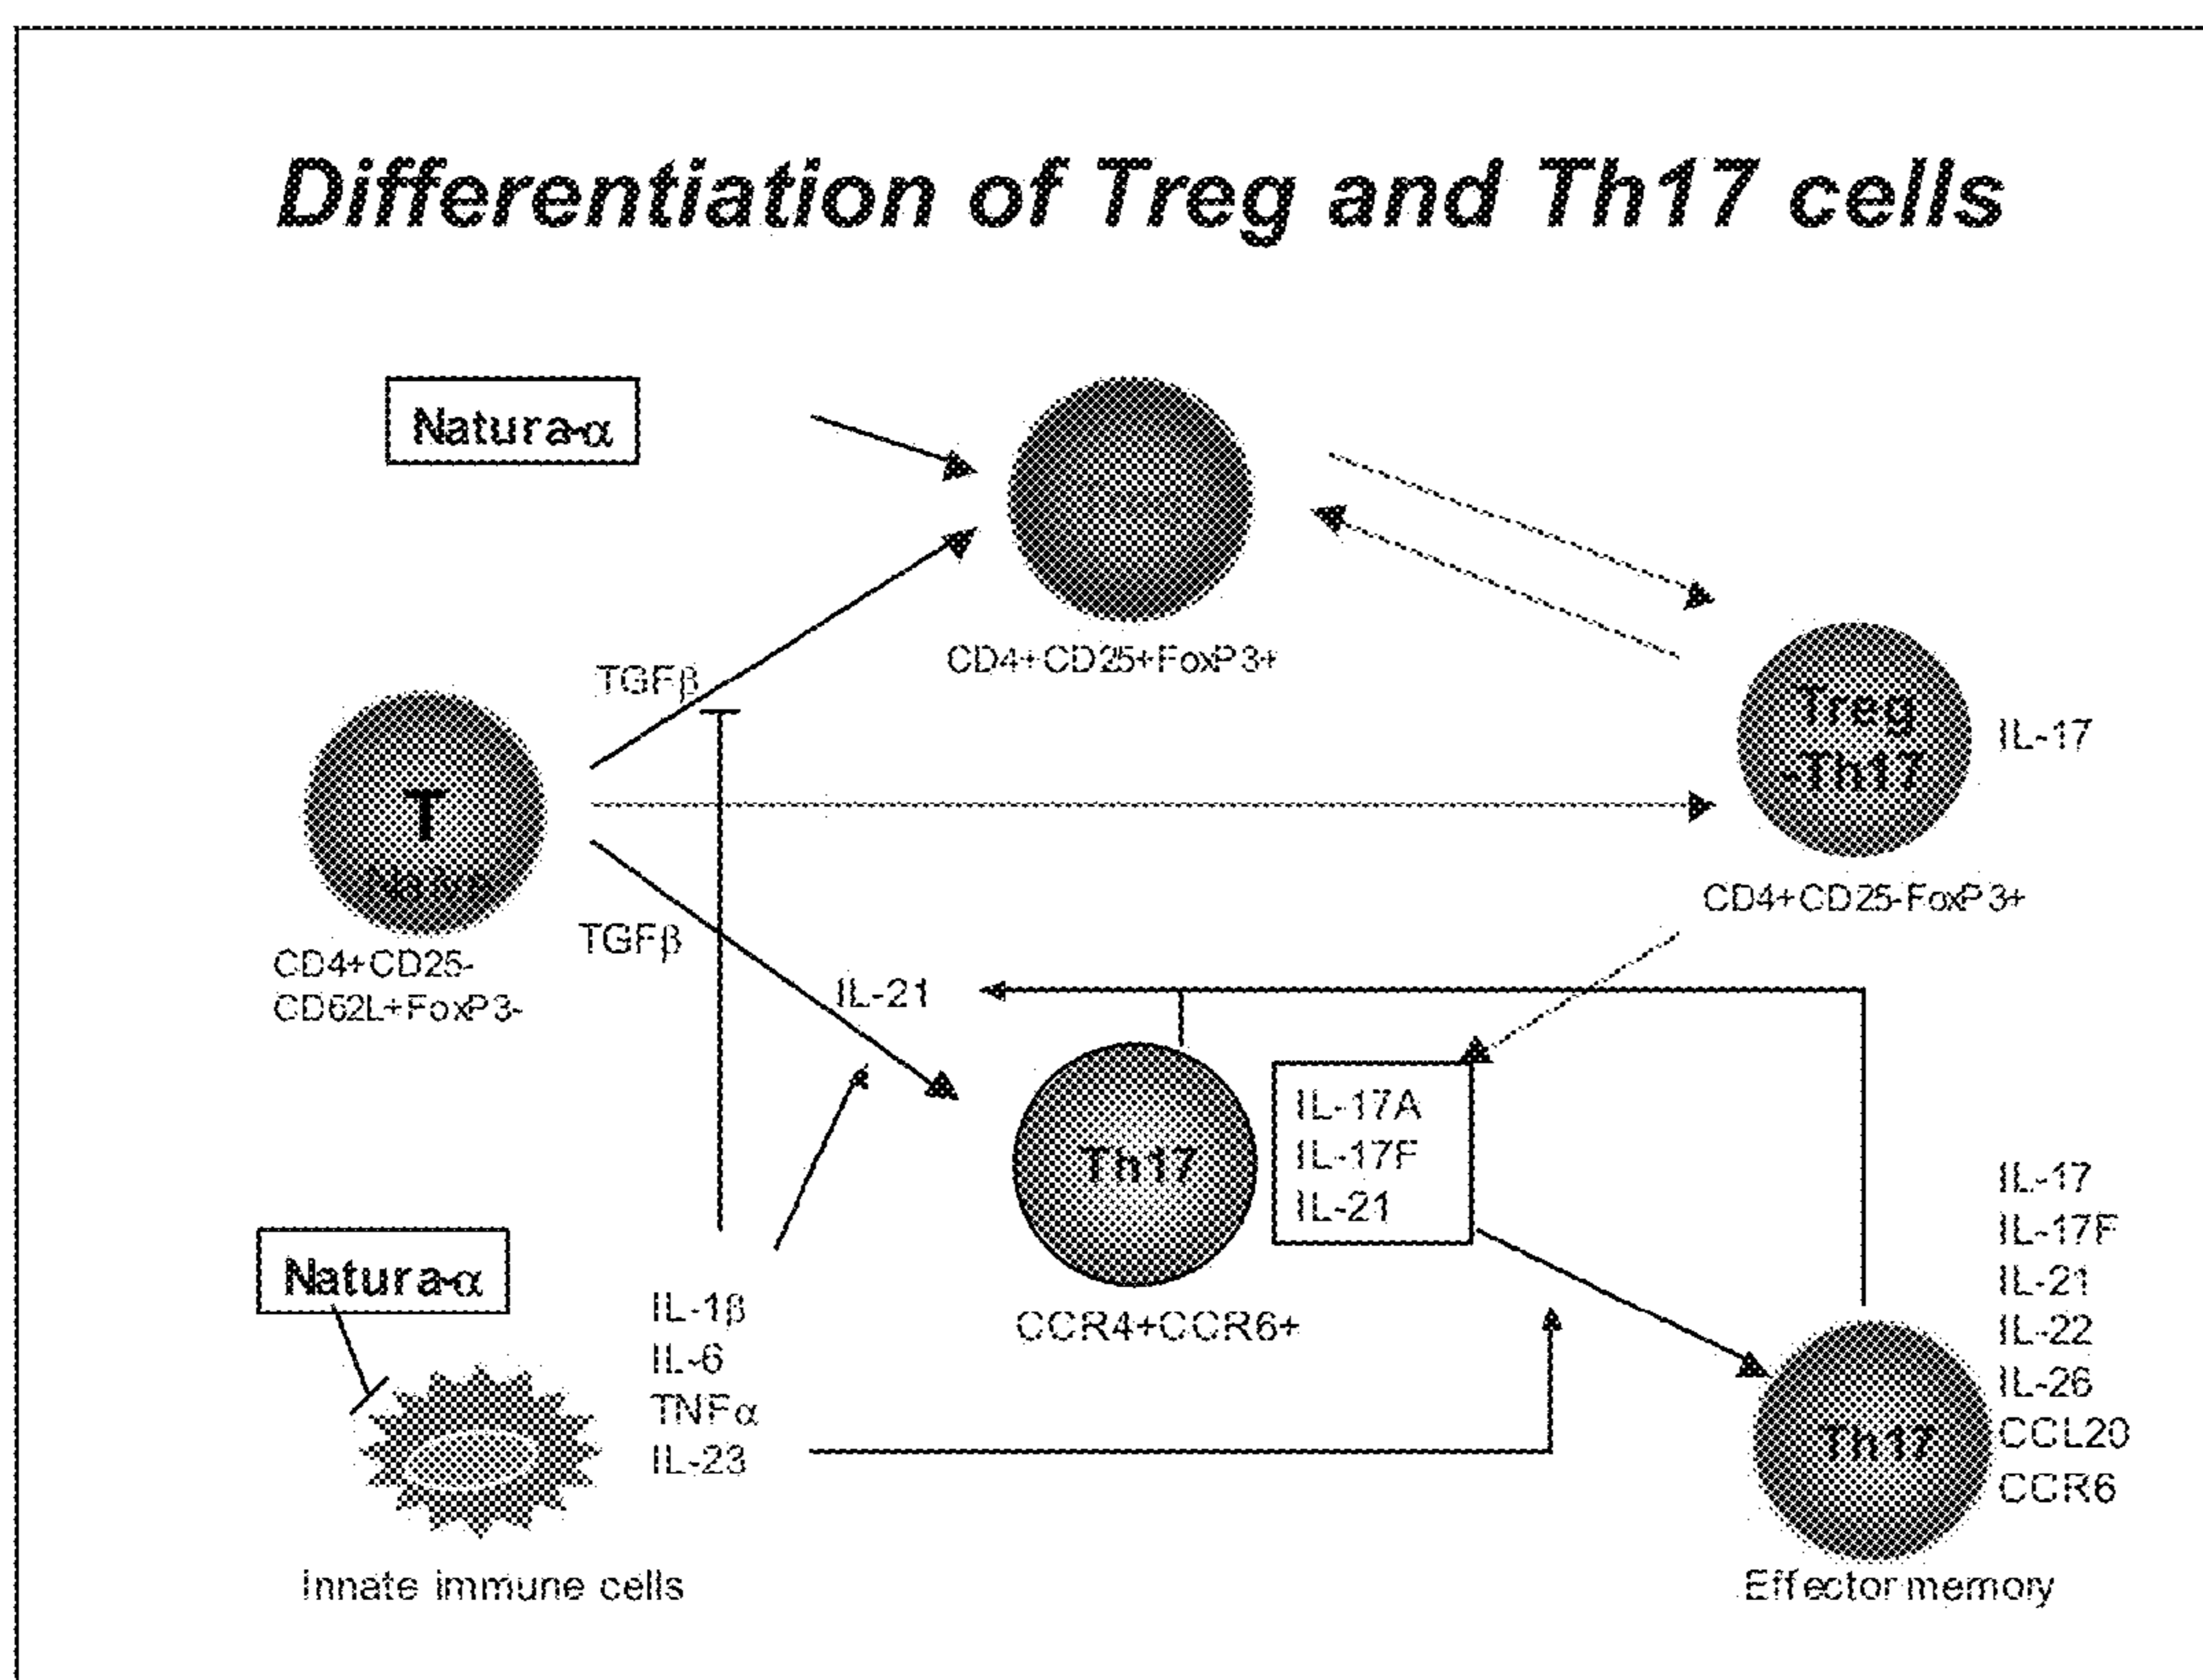 Differentiation of Treg and Th17 cells
Natura-α
CD4+CD25+FoxP3+
TGFβ
Treg
-Th17
IL-17
T
Naive
CD4+CD25-FoxP3+
TGFβ
CD4+CD25-
CD62L+FoxP3-
IL-21
Th17
IL-17A
IL-17F
IL-21
CCR4+CCR6+
Natura-α
IL-1β
IL-6
TNFα
IL-23
Innate immune cells
IL-17
IL-17F
IL-21
IL-22
IL-26
CCL20
CCR6
Th17
Effector memory